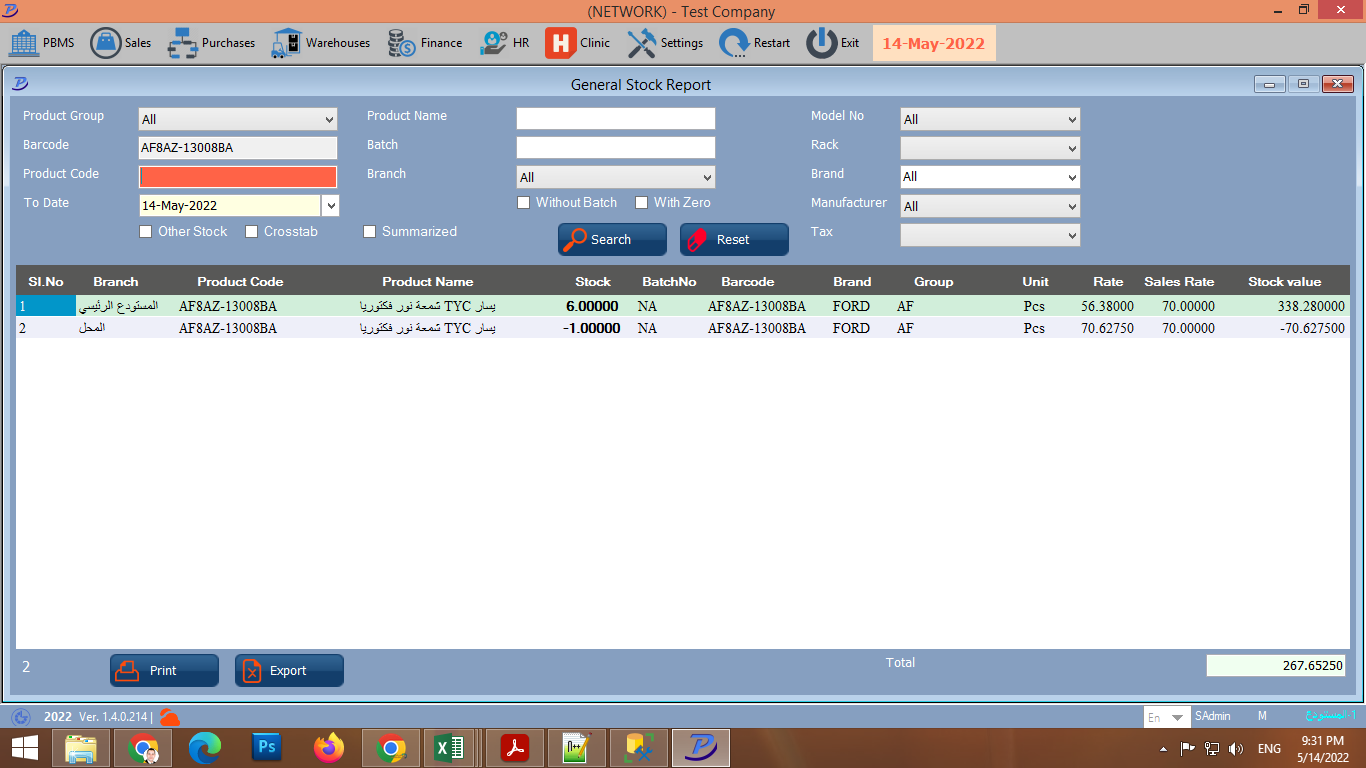 (NETWORK) - Test Company
PBMS Sales Purchases Warehouses Finance HR Clinic Settings Restart Exit 14-May-2022
General Stock Report
Product Group All Product Name Model No All
Barcode AF8AZ-13008BA Batch Rack
Product Code Branch All Brand All
To Date 14-May-2022 Without Batch With Zero Manufacturer All
Other Stock Crosstab Summarized Search Reset Tax
Sl.No Branch Product Code Product Name Stock BatchNo Barcode Brand Group Unit Rate Sales Rate Stock value
1 المستودع الرئيسي AF8AZ-13008BA شمعة نور فكتوريا TYC يسار 6.00000 NA AF8AZ-13008BA FORD AF Pcs 56.38000 70.00000 338.280000
2 المحل AF8AZ-13008BA شمعة نور فكتوريا TYC يسار -1.00000 NA AF8AZ-13008BA FORD AF Pcs 70.62750 70.00000 -70.627500
2 Print Export Total 267.65250
2022 Ver. 1.4.0.214 | En SAdmin M 1-المستودع
Ps
ENG 9:31 PM
5/14/2022